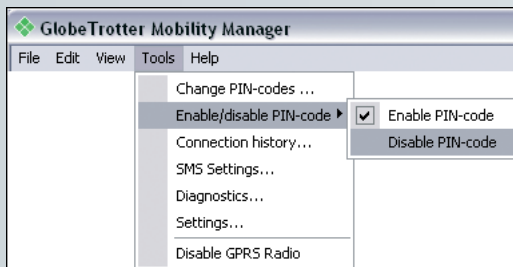 GlobeTrotter Mobility Manager
File Edit View Tools Help
Change PIN-codes ...
Enable/disable PIN-code
Enable PIN-code
Disable PIN-code
Connection history...
SMS Settings...
Diagnostics...
Settings...
Disable GPRS Radio